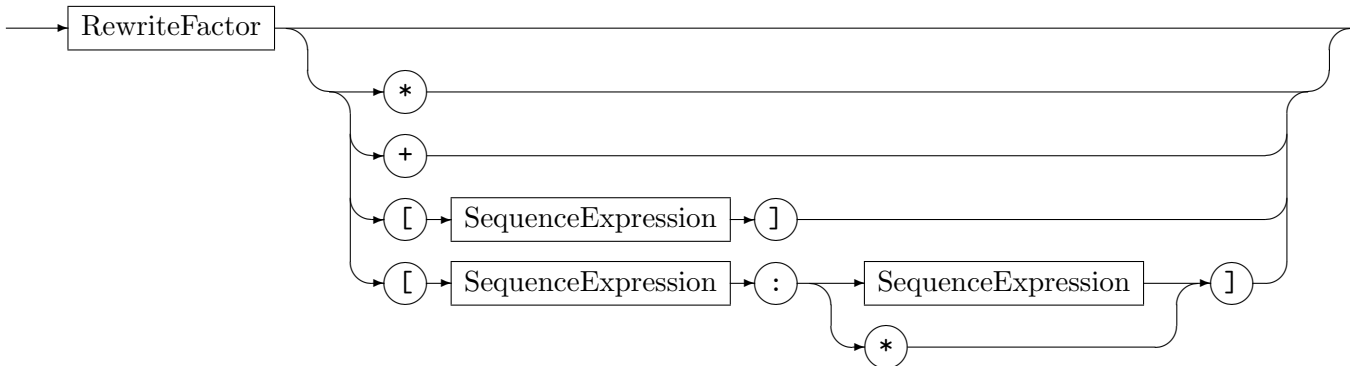 RewriteFactor
*
+
[ SequenceExpression ]
[ SequenceExpression : SequenceExpression ]
*